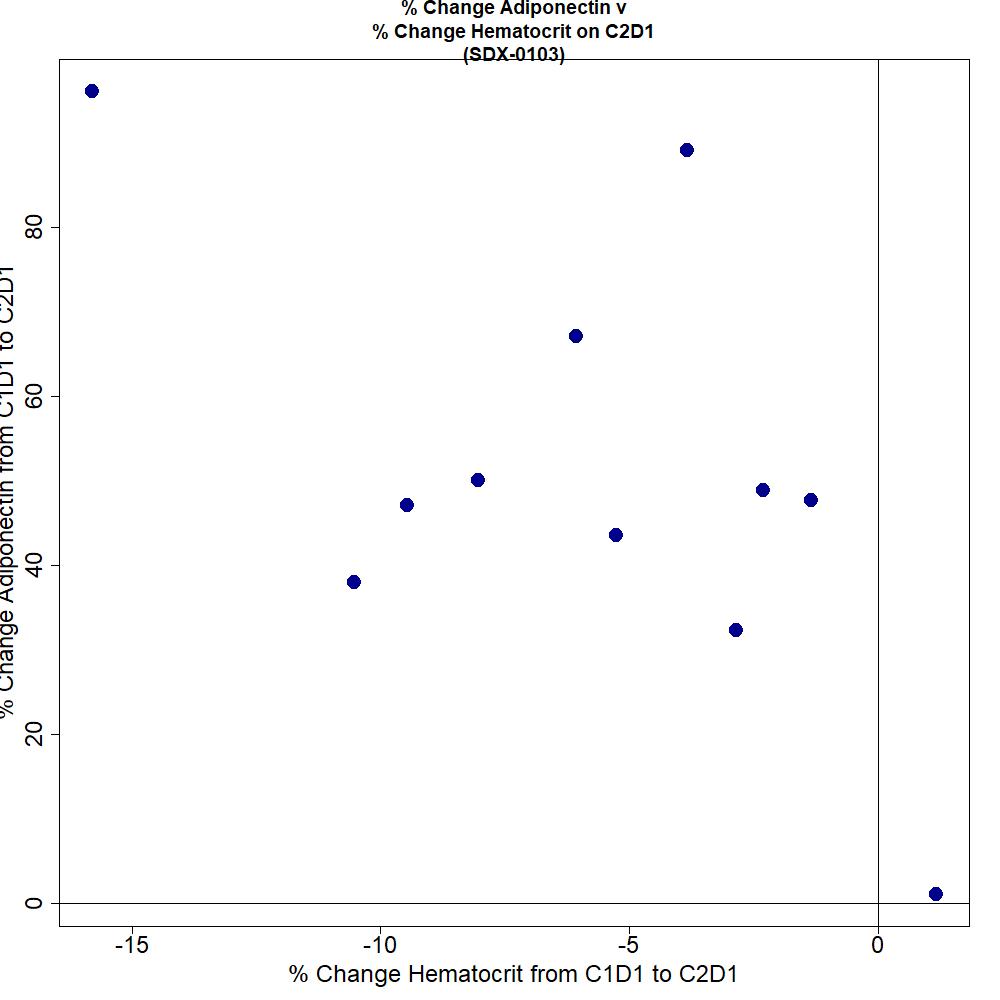 % Change Adiponectin v
% Change Hematocrit on C2D1
(SDX-0103)
% Change Adiponectin from C1D1 to C2D1
80
60
40
20
0
-15
-10
-5
0
% Change Hematocrit from C1D1 to C2D1